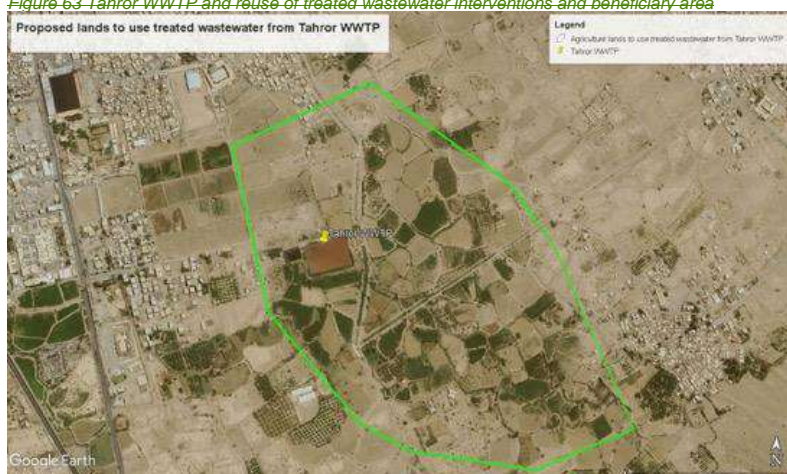 Figure 63 Tahror WWTP and reuse of treated wastewater interventions and beneficiary area
Proposed lands to use treated wastewater from Tahror WWTP
Legend
Agriculture lands to use treated wastewater from Tahror WWTP
Tahror WWTP
Tahror WWTP
Google Earth
N